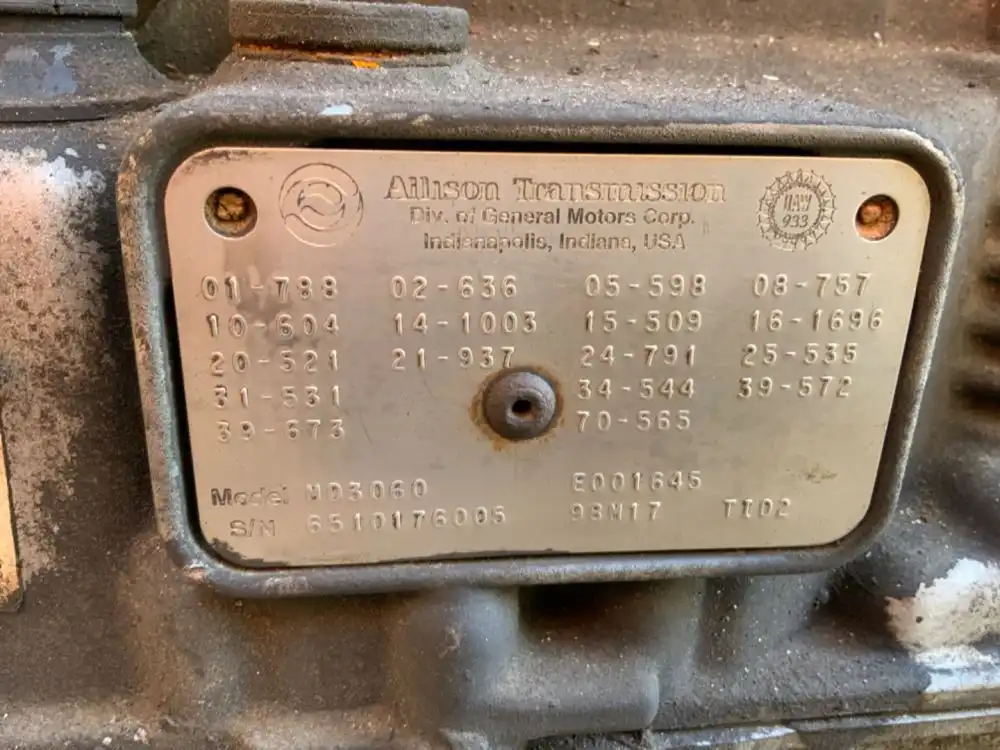 Allison Transmission
Div. of General Motors Corp.
Indianapolis, Indiana, USA
UAW
933
01-788 02-636 05-598 08-757
10-604 14-1003 15-509 16-1696
20-521 21-937 24-791 25-535
31-531 34-544 39-572
39-673 70-565
Model MD3060 E001645
S/N 6510176005 98M17 TID2